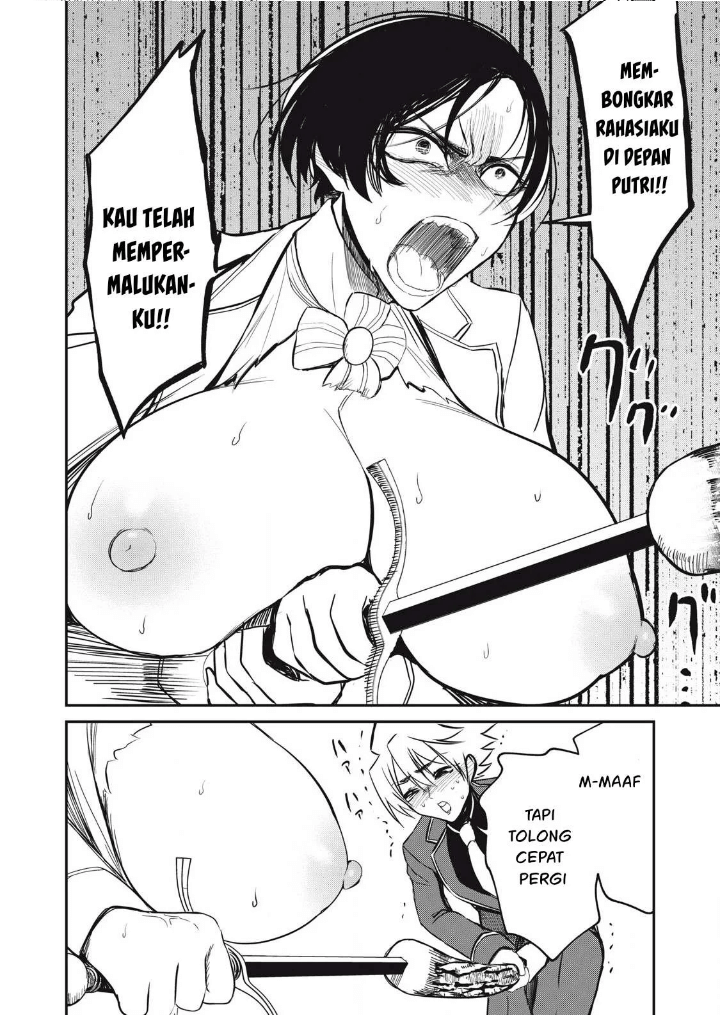 MEM-
BONGKAR
RAHASIAKU
DI DEPAN
PUTRI!!
KAU TELAH
MEMPER-
MALUKAN-
KU!!
グググ...
M-MAAF
TAPI
TOLONG
CEPAT
PERGI